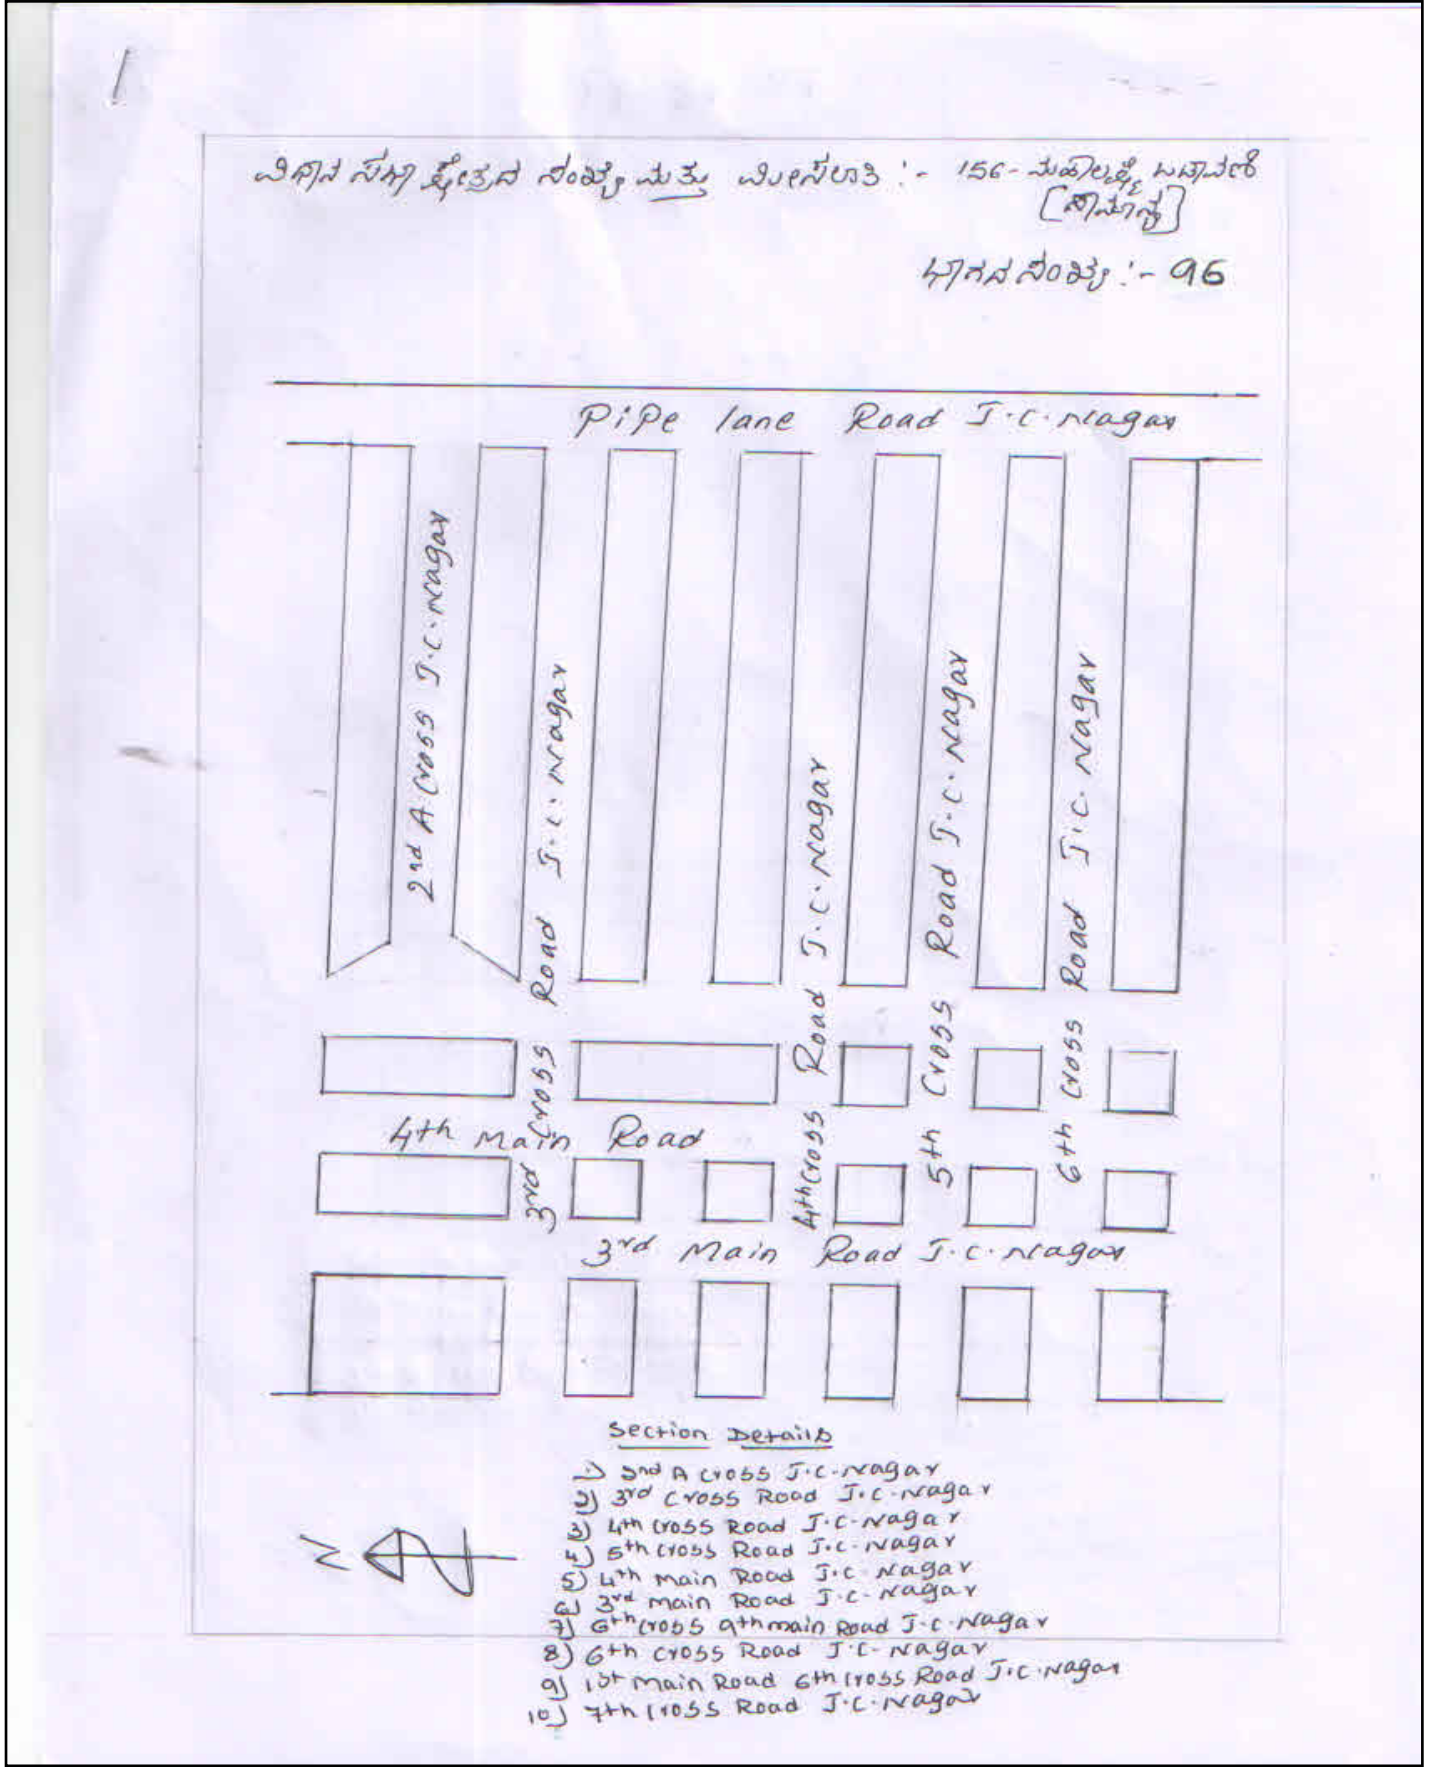 ವಿಧಾನ ಸಭಾ ಕ್ಷೇತ್ರದ ಸಂಖ್ಯೆ ಮತ್ತು ಮೀಸಲಾತಿ :- 156- ಮಹಾಲಕ್ಷ್ಮಿ ಬಡಾವಣೆ
[ಸಾಮಾನ್ಯ]
ಭಾಗದ ಸಂಖ್ಯೆ :- 96
PiPe lane Road J.C.Nagar
2nd A Cross J.C.Nagar
3rd Cross Road J.C.Nagar
4th Cross Road J.C.Nagar
5th Cross Road J.C.Nagar
6th Cross Road J.C.Nagar
4th Main Road
3rd Main Road J.C.Nagar
Section Details
1) 2nd A Cross J.C.Nagar
2) 3rd Cross Road J.C.Nagar
3) 4th Cross Road J.C.Nagar
4) 5th Cross Road J.C.Nagar
5) 4th Main Road J.C.Nagar
6) 3rd Main Road J.C.Nagar
7) 6th Cross 9th main Road J.C.Nagar
8) 6th Cross Road J.C.Nagar
9) 1st Main Road 6th Cross Road J.C.Nagar
10) 7th Cross Road J.C.Nagar
N